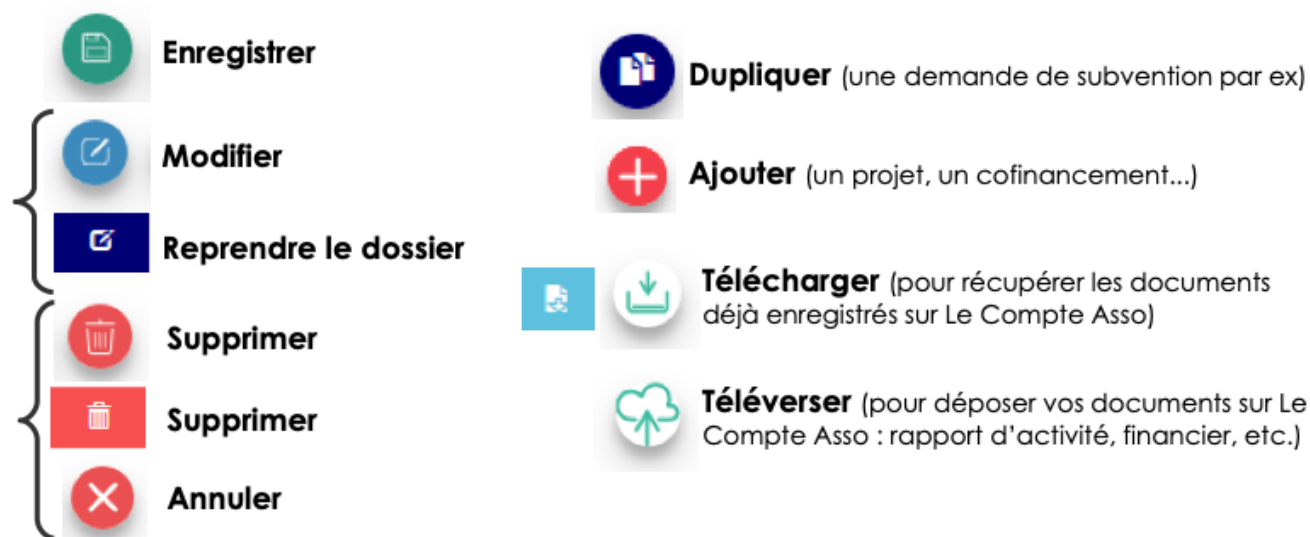 Enregistrer
Modifier
Reprendre le dossier
Supprimer
Supprimer
Annuler
Dupliquer (une demande de subvention par ex)
Ajouter (un projet, un cofinancement...)
Télécharger (pour récupérer les documents
déjà enregistrés sur Le Compte Asso)
Téléverser (pour déposer vos documents sur Le
Compte Asso : rapport d'activité, financier, etc.)